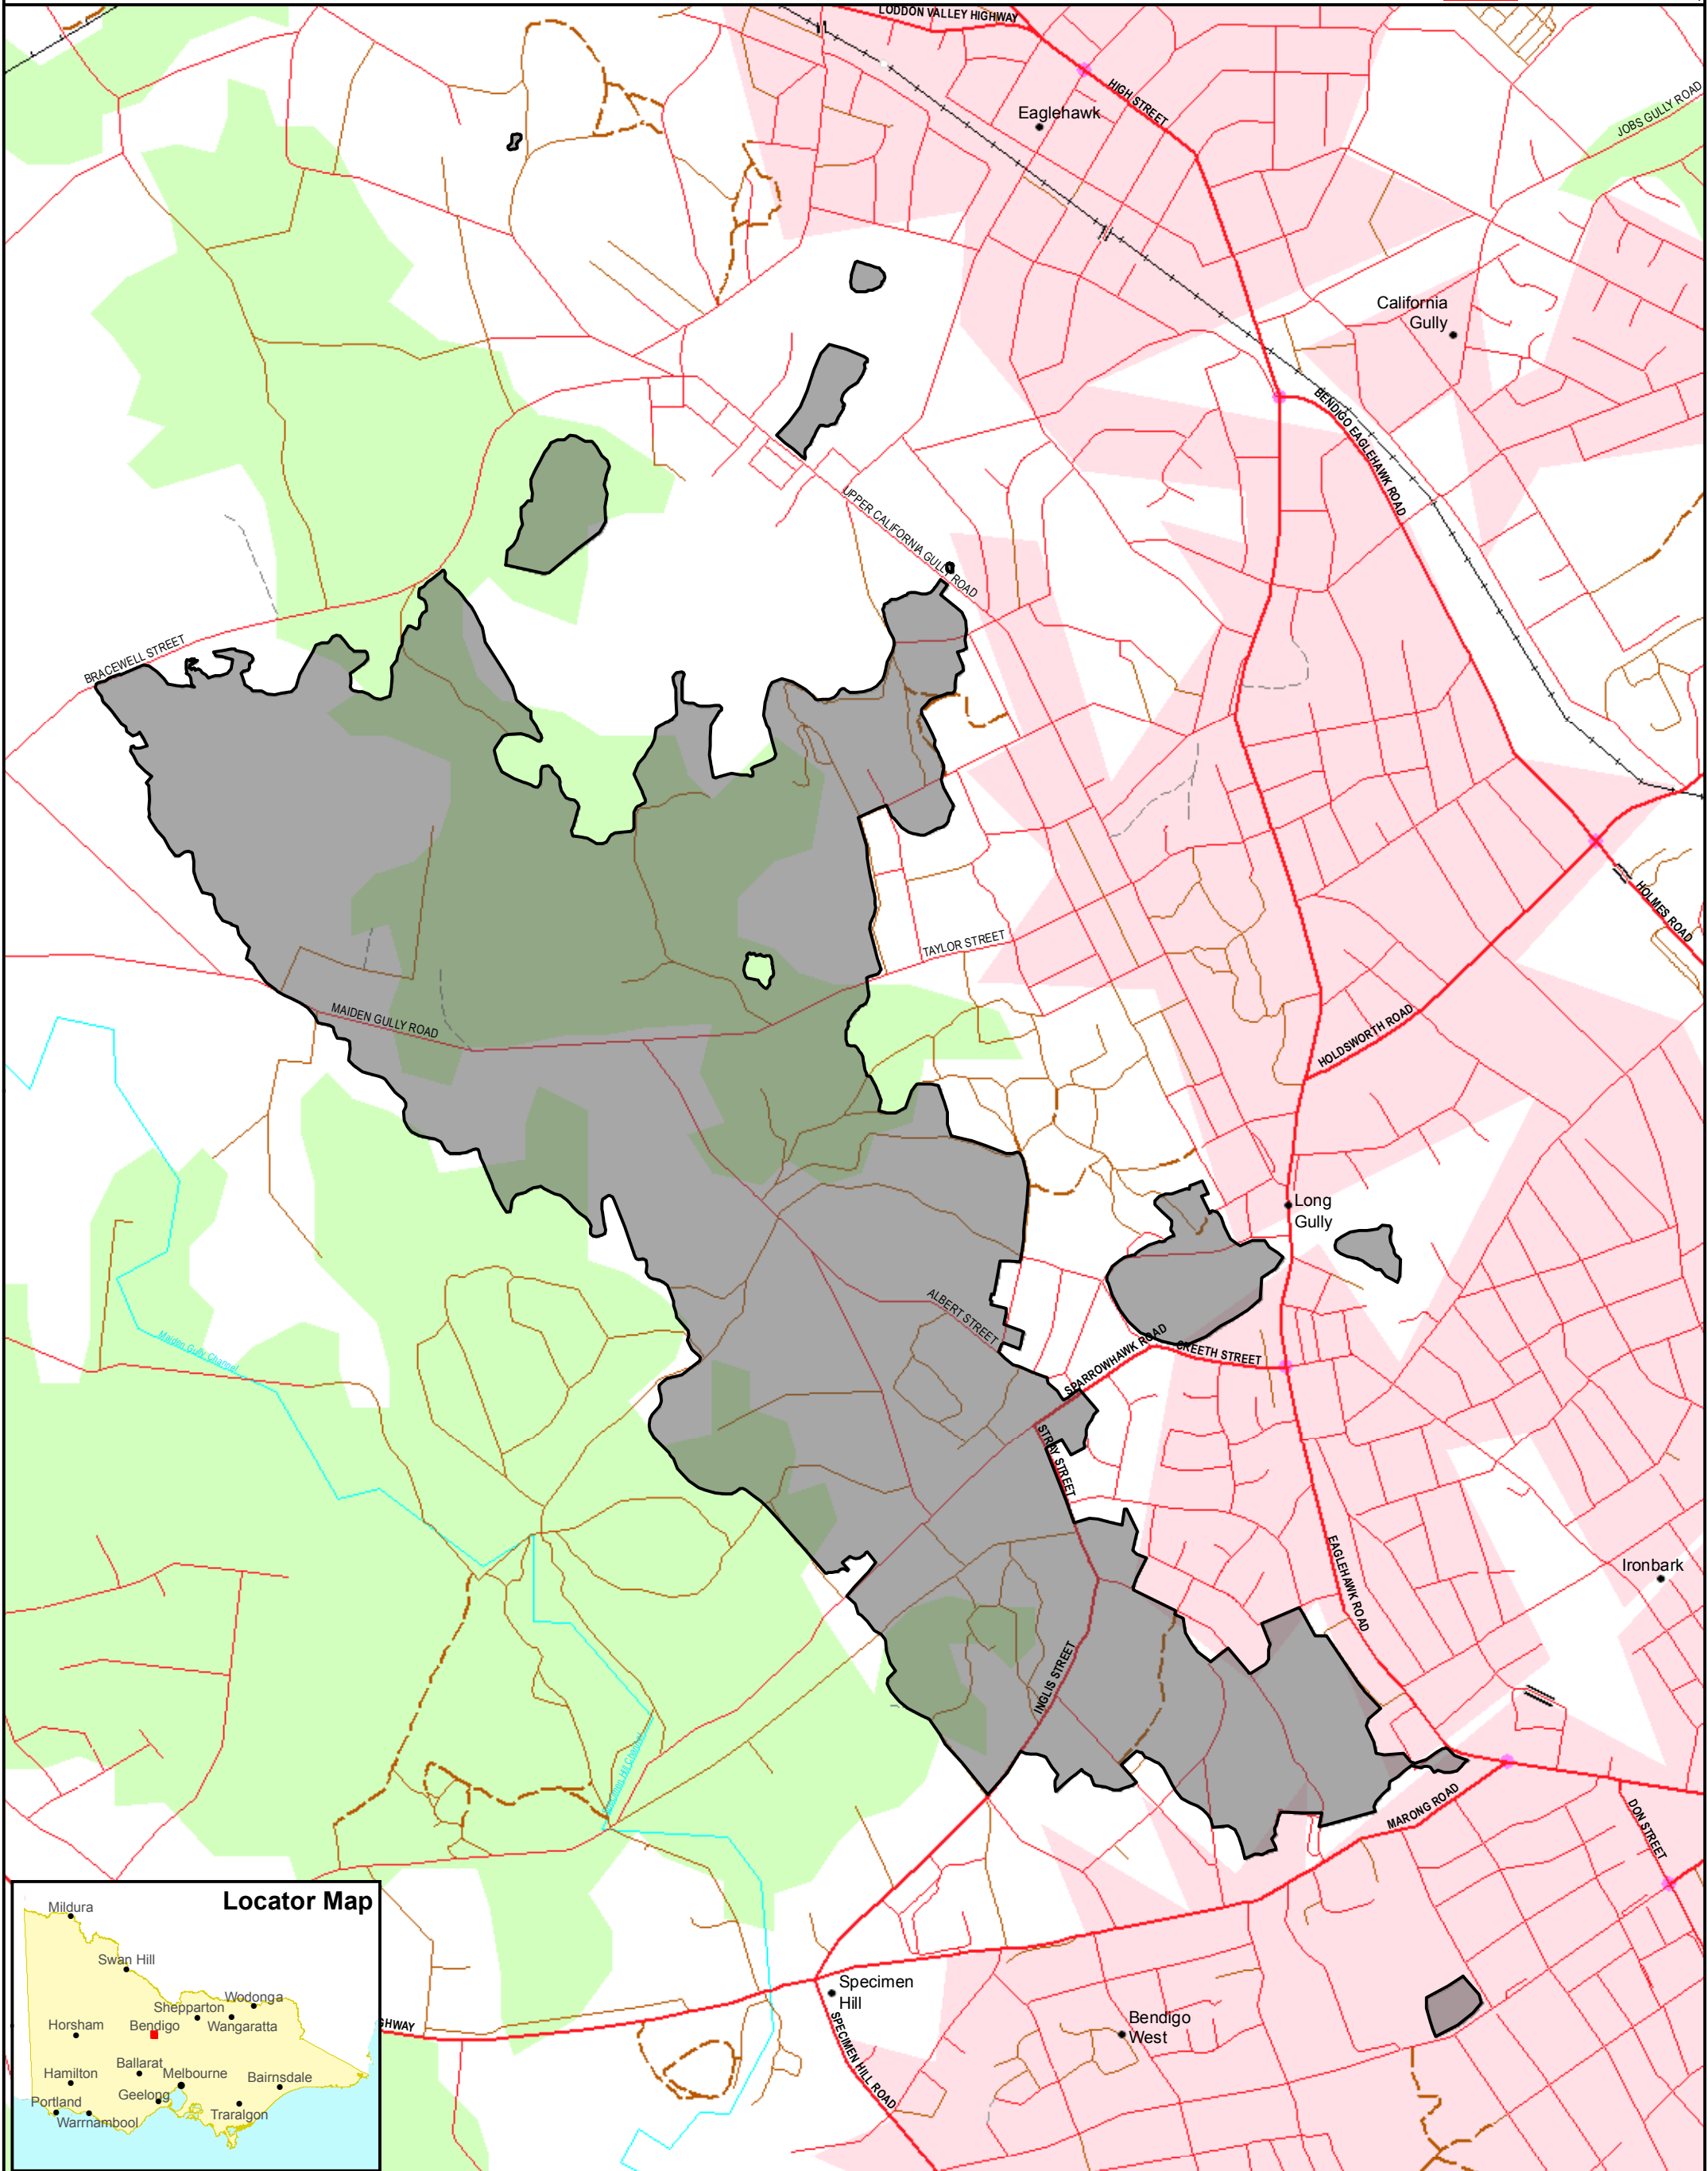 LODDON VALLEY HIGHWAY
HIGH STREET
Eaglehawk
JOBS GULLY ROAD
California
Gully
BENDIGO EAGLEHAWK ROAD
UPPER CALIFORNIA GULLY ROAD
BRACEWELL STREET
HOLMES ROAD
TAYLOR STREET
MAIDEN GULLY ROAD
HOLDSWORTH ROAD
Long
Gully
ALBERT STREET
Maiden Gully Channel
SPARROWHAWK ROAD
CREETH STREET
STRAY STREET
EAGLEHAWK ROAD
Ironbark
INGLIS STREET
MARONG ROAD
DON STREET
Specimen
Hill
GHWAY
SPECIMEN HILL ROAD
Bendigo
West
Locator Map
Mildura
Swan Hill
Wodonga
Shepparton
Horsham
Bendigo
Wangaratta
Ballarat
Hamilton
Melbourne
Bairnsdale
Portland
Geelong
Traralgon
Warrnambool